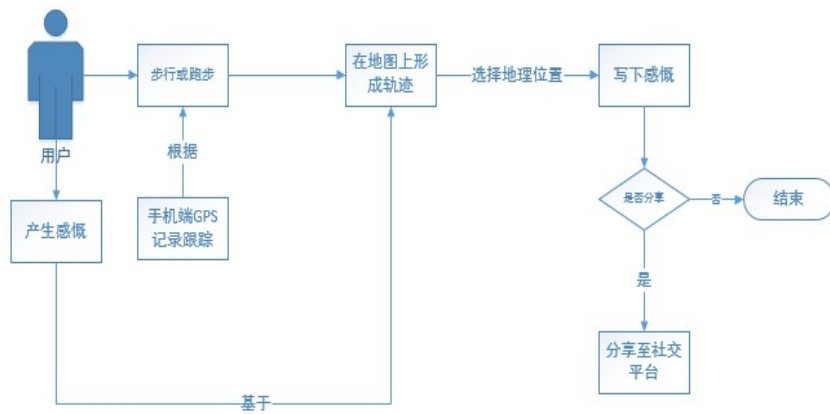 用户
步行或跑步
在地图上形
成轨迹
选择地理位置
写下感慨
根据
产生感慨
手机端GPS
记录跟踪
是否分享
否
结束
是
分享至社交
平台
基于